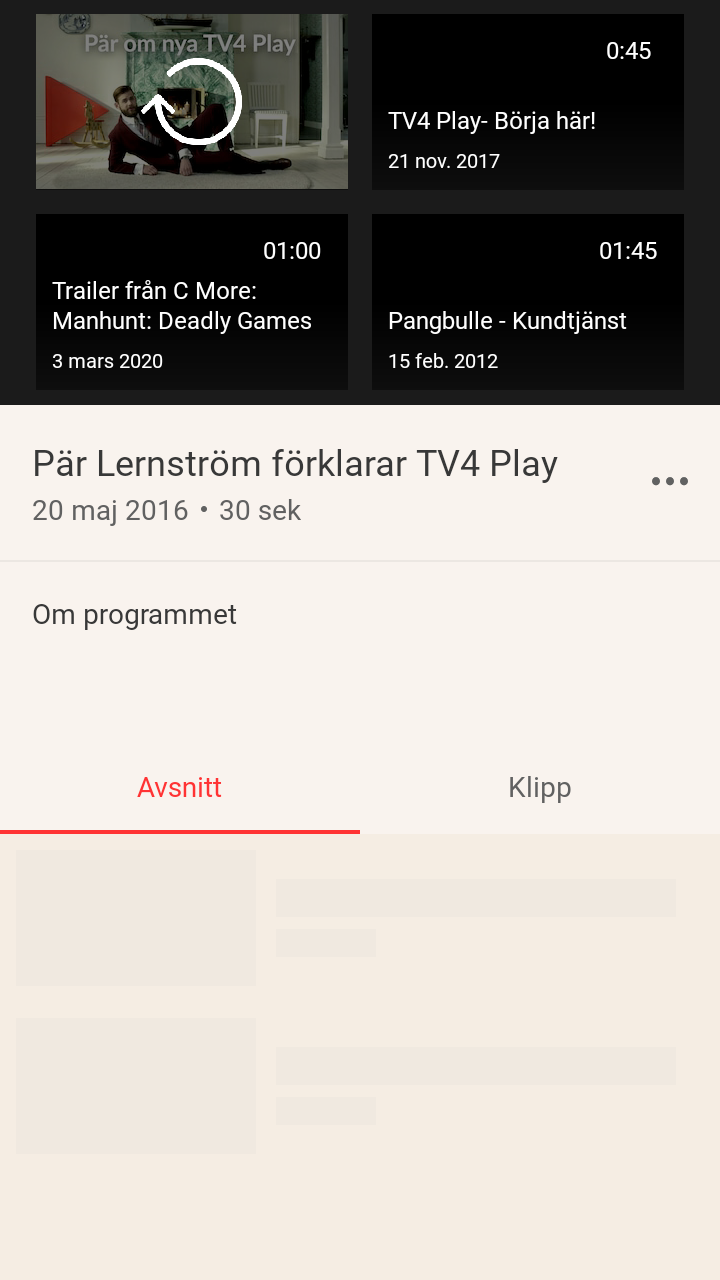 Pär om nya TV4 Play
0:45
TV4 Play- Börja här!
21 nov. 2017
01:00
Trailer från C More:
Manhunt: Deadly Games
3 mars 2020
01:45
Pangbulle - Kundtjänst
15 feb. 2012
Pär Lernström förklarar TV4 Play
20 maj 2016 • 30 sek
Om programmet
Avsnitt
Klipp